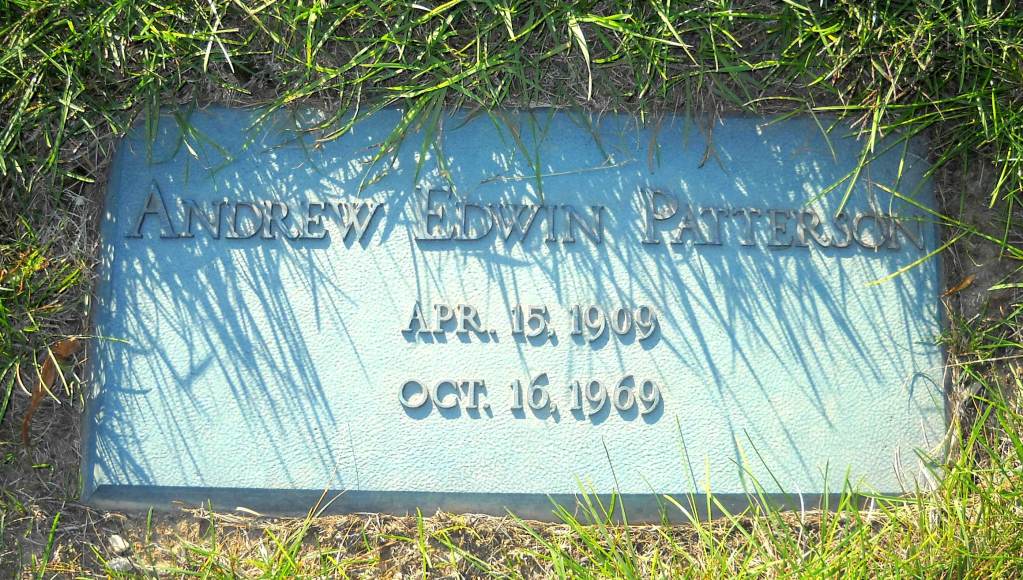 Andrew Edwin Patterson
Apr. 15, 1909
Oct. 16, 1969